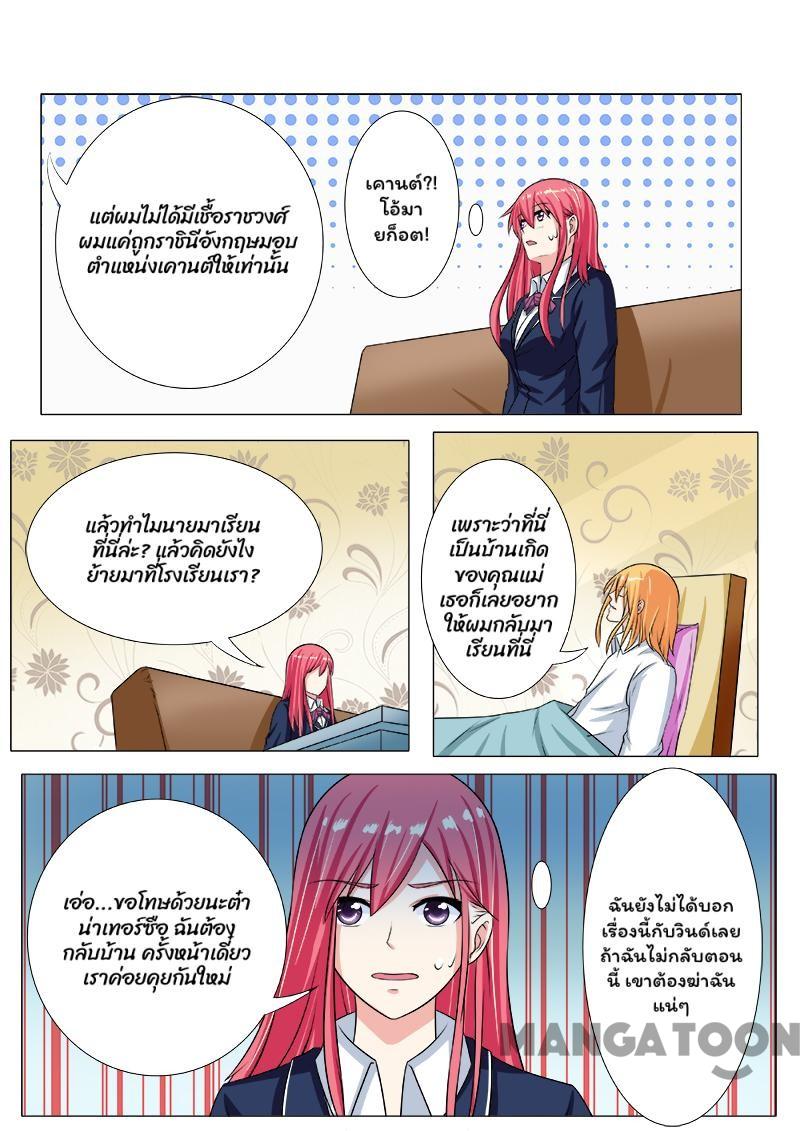 แต่ผมไม่ได้มีเชื้อราชวงศ์
ผมแค่ถูกราชินีอังกฤษมอบ
ตำแหน่งเคานต์ให้เท่านั้น
เคานต์?!
โอ้มา
ยก็อต!
แล้วทำไมนายมาเรียน
ที่นี่ล่ะ? แล้วคิดยังไง
ย้ายมาที่โรงเรียนเรา?
เพราะว่าที่นี่
เป็นบ้านเกิด
ของคุณแม่
เธอก็เลยอยาก
ให้ผมกลับมา
เรียนที่นี่
เอ่อ...ขอโทษด้วยนะต๋า
น่าเทอร์ซือ ฉันต้อง
กลับบ้าน ครั้งหน้าเดี๋ยว
เราค่อยคุยกันใหม่
ฉันยังไม่ได้บอก
เรื่องนี้กับวินด์เลย
ถ้าฉันไม่กลับตอน
นี้ เขาต้องฆ่าฉัน
แน่ๆ
MANGATOON